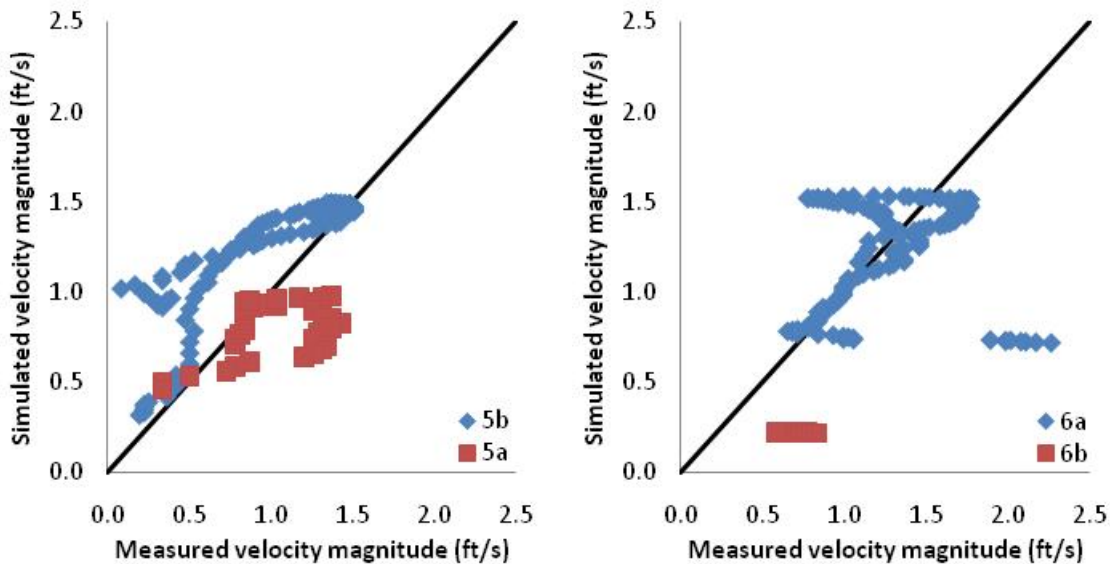 Simulated velocity magnitude (ft/s)
2.5
2.0
1.5
1.0
0.5
0.0
5b
5a
0.0 0.5 1.0 1.5 2.0 2.5
Measured velocity magnitude (ft/s)
Simulated velocity magnitude (ft/s)
2.5
2.0
1.5
1.0
0.5
0.0
6a
6b
0.0 0.5 1.0 1.5 2.0 2.5
Measured velocity magnitude (ft/s)